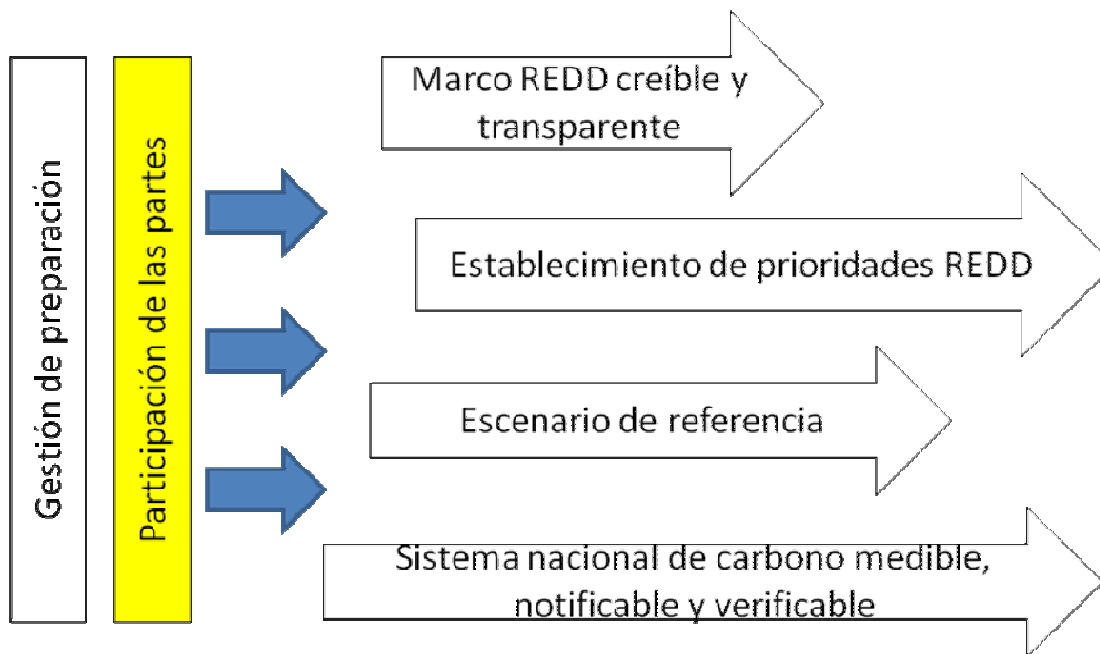 Gestión de preparación
Participación de las partes
Marco REDD creíble y
transparente
Establecimiento de prioridades REDD
Escenario de referencia
Sistema nacional de carbono medible,
notificable y verificable